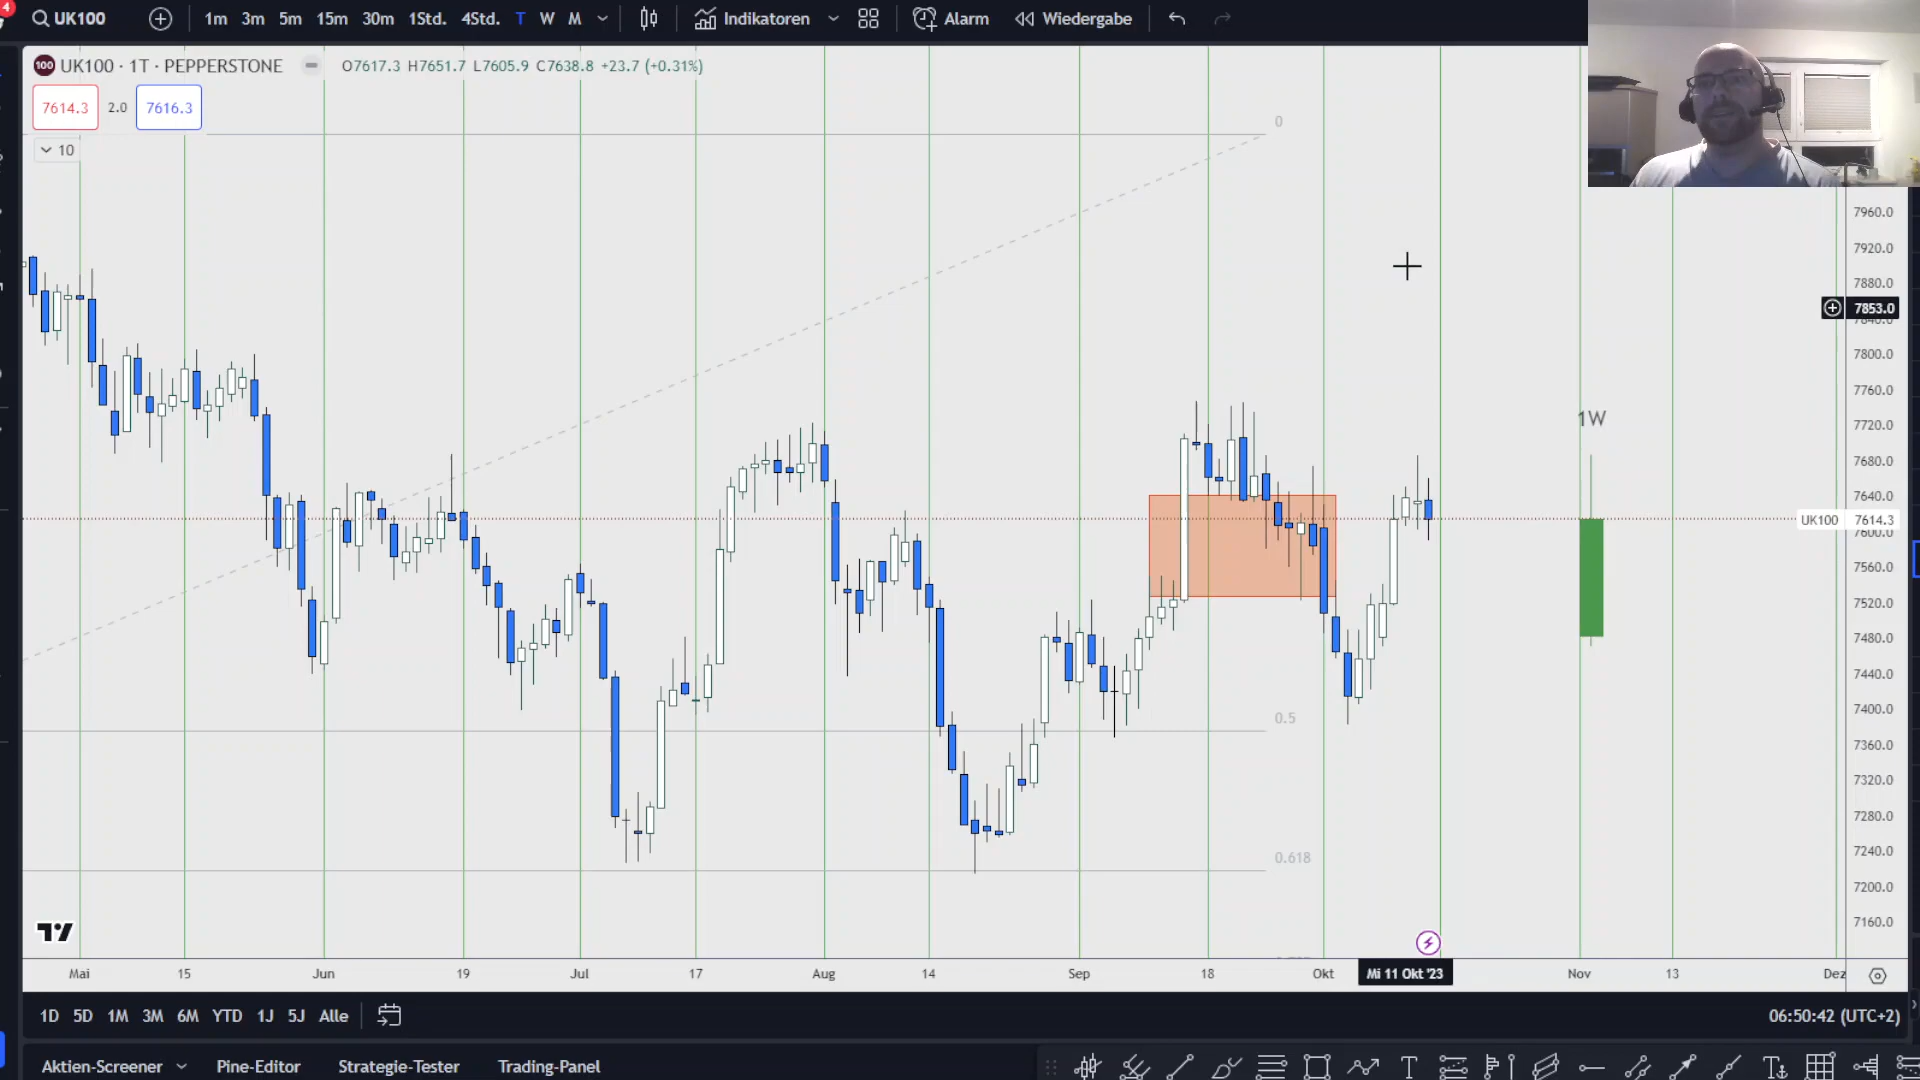 4
UK100
1m 3m 5m 15m 30m 1Std. 4Std. T W M
Indikatoren
Alarm
Wiedergabe
100 UK100 · 1T · PEPPERSTONE
O7617.3 H7651.7 L7605.9 C7638.8 +23.7 (+0.31%)
7614.3 2.0 7616.3
10
0
7960.0
7920.0
7880.0
7853.0
7840.0
7800.0
7760.0
1W
7720.0
7680.0
7640.0
UK100 7614.3
7600.0
7560.0
7520.0
7480.0
7440.0
7400.0
0.5
7360.0
7320.0
7280.0
7240.0
0.618
7200.0
7160.0
Mai 15 Jun 19 Jul 17 Aug 14 Sep 18 Okt Mi 11 Okt '23 Nov 13 Dez
1D 5D 1M 3M 6M YTD 1J 5J Alle
06:50:42 (UTC+2)
Aktien-Screener Pine-Editor Strategie-Tester Trading-Panel